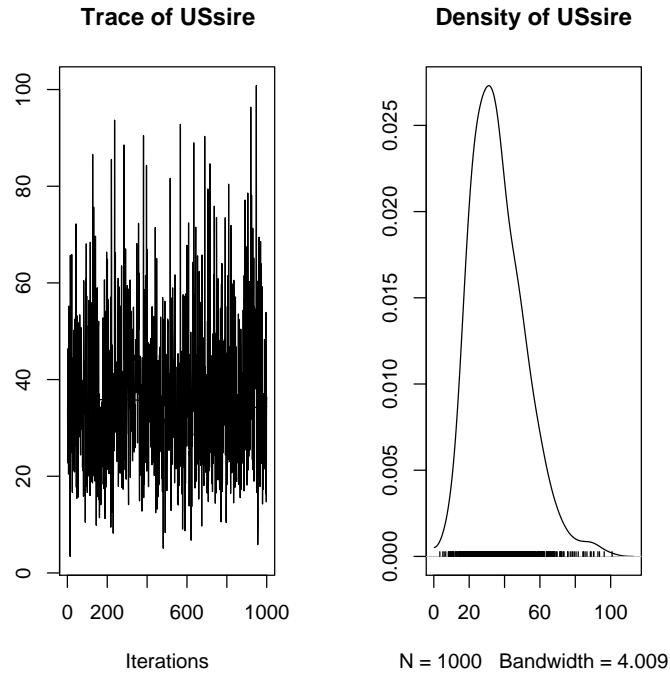 Trace of USsire
100
80
60
40
20
0
0 200 600 1000
Iterations
Density of USsire
0.025
0.020
0.015
0.010
0.005
0.000
0 20 60 100
N = 1000 Bandwidth = 4.009